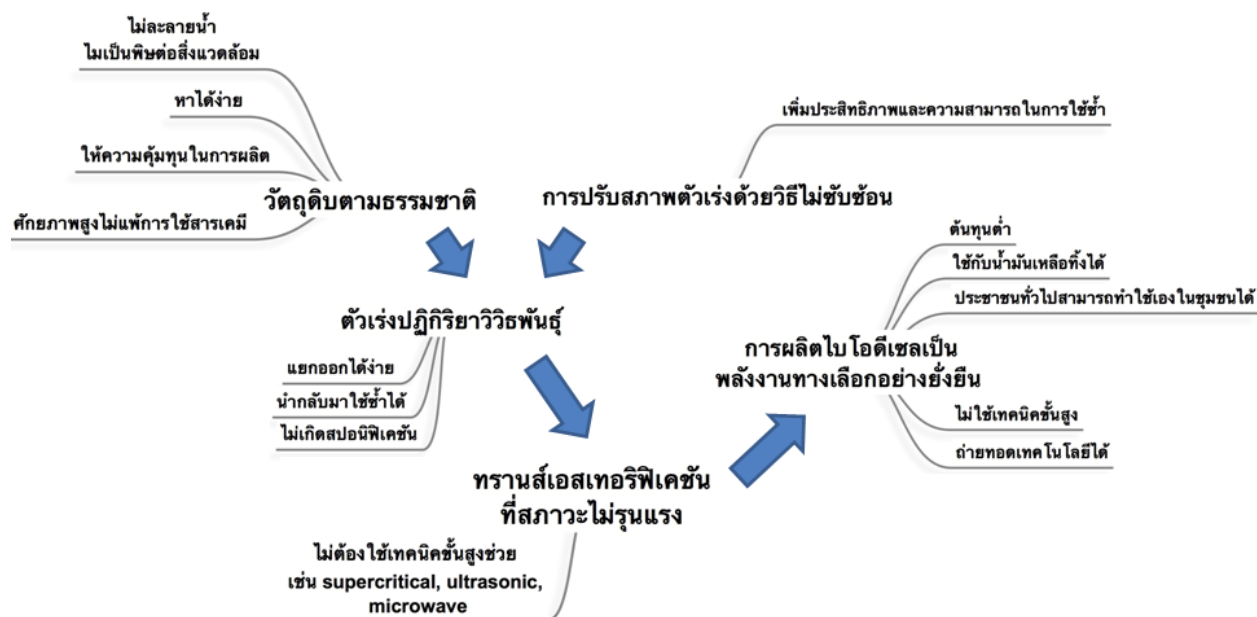 ไม่ละลายน้ำ
ไมเป็นพิษต่อสิ่งแวดล้อม
หาได้ง่าย
ให้ความคุ้มทุนในการผลิต
วัตถุดิบตามธรรมชาติ
ศักยภาพสูงไม่แพ้การใช้สารเคมี
เพิ่มประสิทธิภาพและความสามารถในการใช้ซ้ำ
การปรับสภาพตัวเร่งด้วยวิธีไม่ซับซ้อน
ตัวเร่งปฏิกิริยาวิวิธพันธุ์
แยกออกได้ง่าย
นำกลับมาใช้ซ้ำได้
ไม่เกิดสปอนิฟิเคชัน
ทรานส์เอสเทอริฟิเคชัน
ที่สภาวะไม่รุนแรง
ไม่ต้องใช้เทคนิคขั้นสูงช่วย
เช่น supercritical, ultrasonic,
microwave
ต้นทุนต่ำ
ใช้กับน้ำมันเหลือทิ้งได้
ประชาชนทั่วไปสามารถทำใช้เองในชุมชนได้
การผลิตไบโอดีเซลเป็น
พลังงานทางเลือกอย่างยั่งยืน
ไม่ใช้เทคนิคขั้นสูง
ถ่ายทอดเทคโนโลยีได้